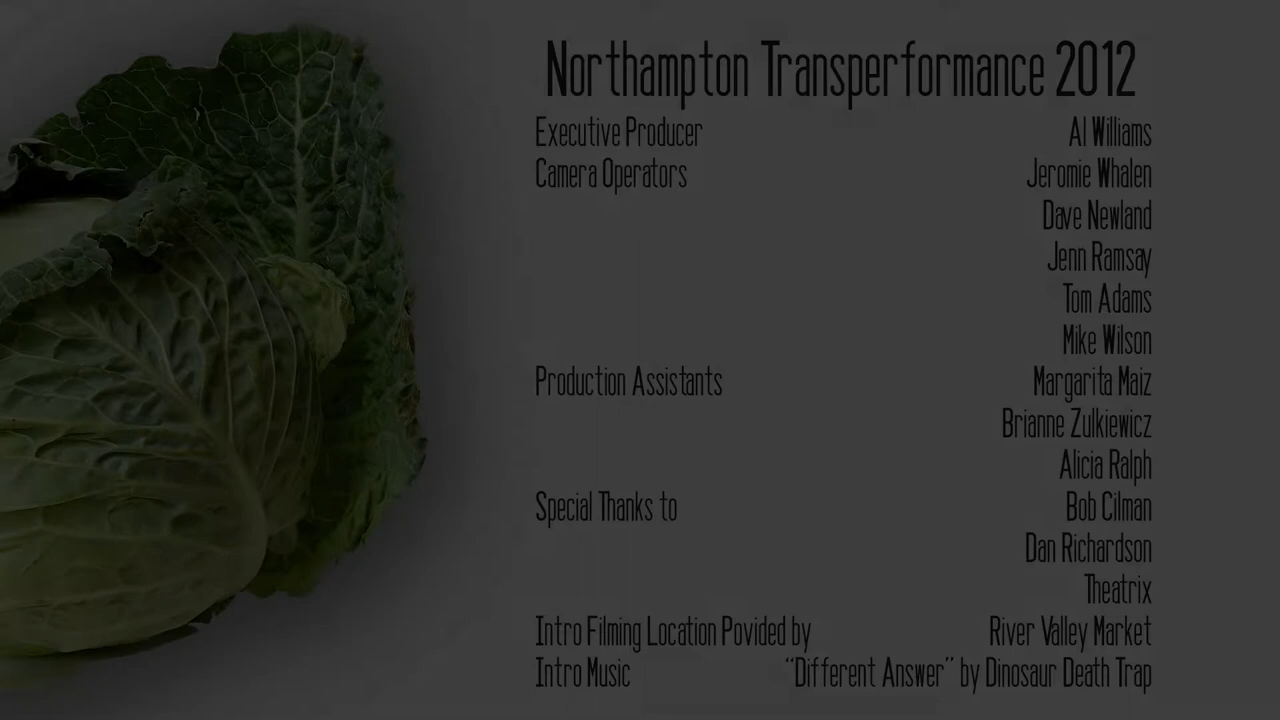 Northampton Transperformance 2012
Executive Producer Al Williams
Camera Operators Jeromie Whalen
Dave Newland
Jenn Ramsay
Tom Adams
Mike Wilson
Production Assistants Margarita Maiz
Brianne Zulkiewicz
Alicia Ralph
Special Thanks to Bob Cilman
Dan Richardson
Theatrix
Intro Filming Location Povided by River Valley Market
Intro Music “Different Answer” by Dinosaur Death Trap